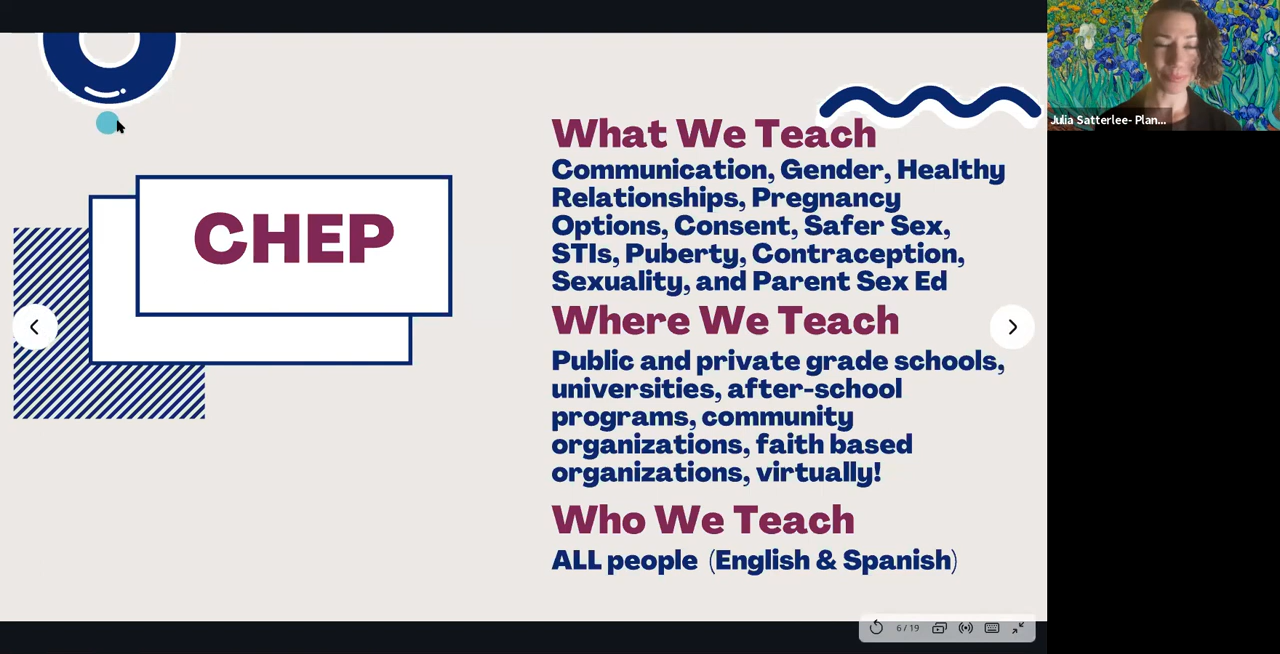 CHEP
What We Teach
Communication, Gender, Healthy
Relationships, Pregnancy
Options, Consent, Safer Sex,
STIs, Puberty, Contraception,
Sexuality, and Parent Sex Ed
Where We Teach
Public and private grade schools,
universities, after-school
programs, community
organizations, faith based
organizations, virtually!
Who We Teach
ALL people (English & Spanish)
6 / 19
Julia Satterlee- Plan...